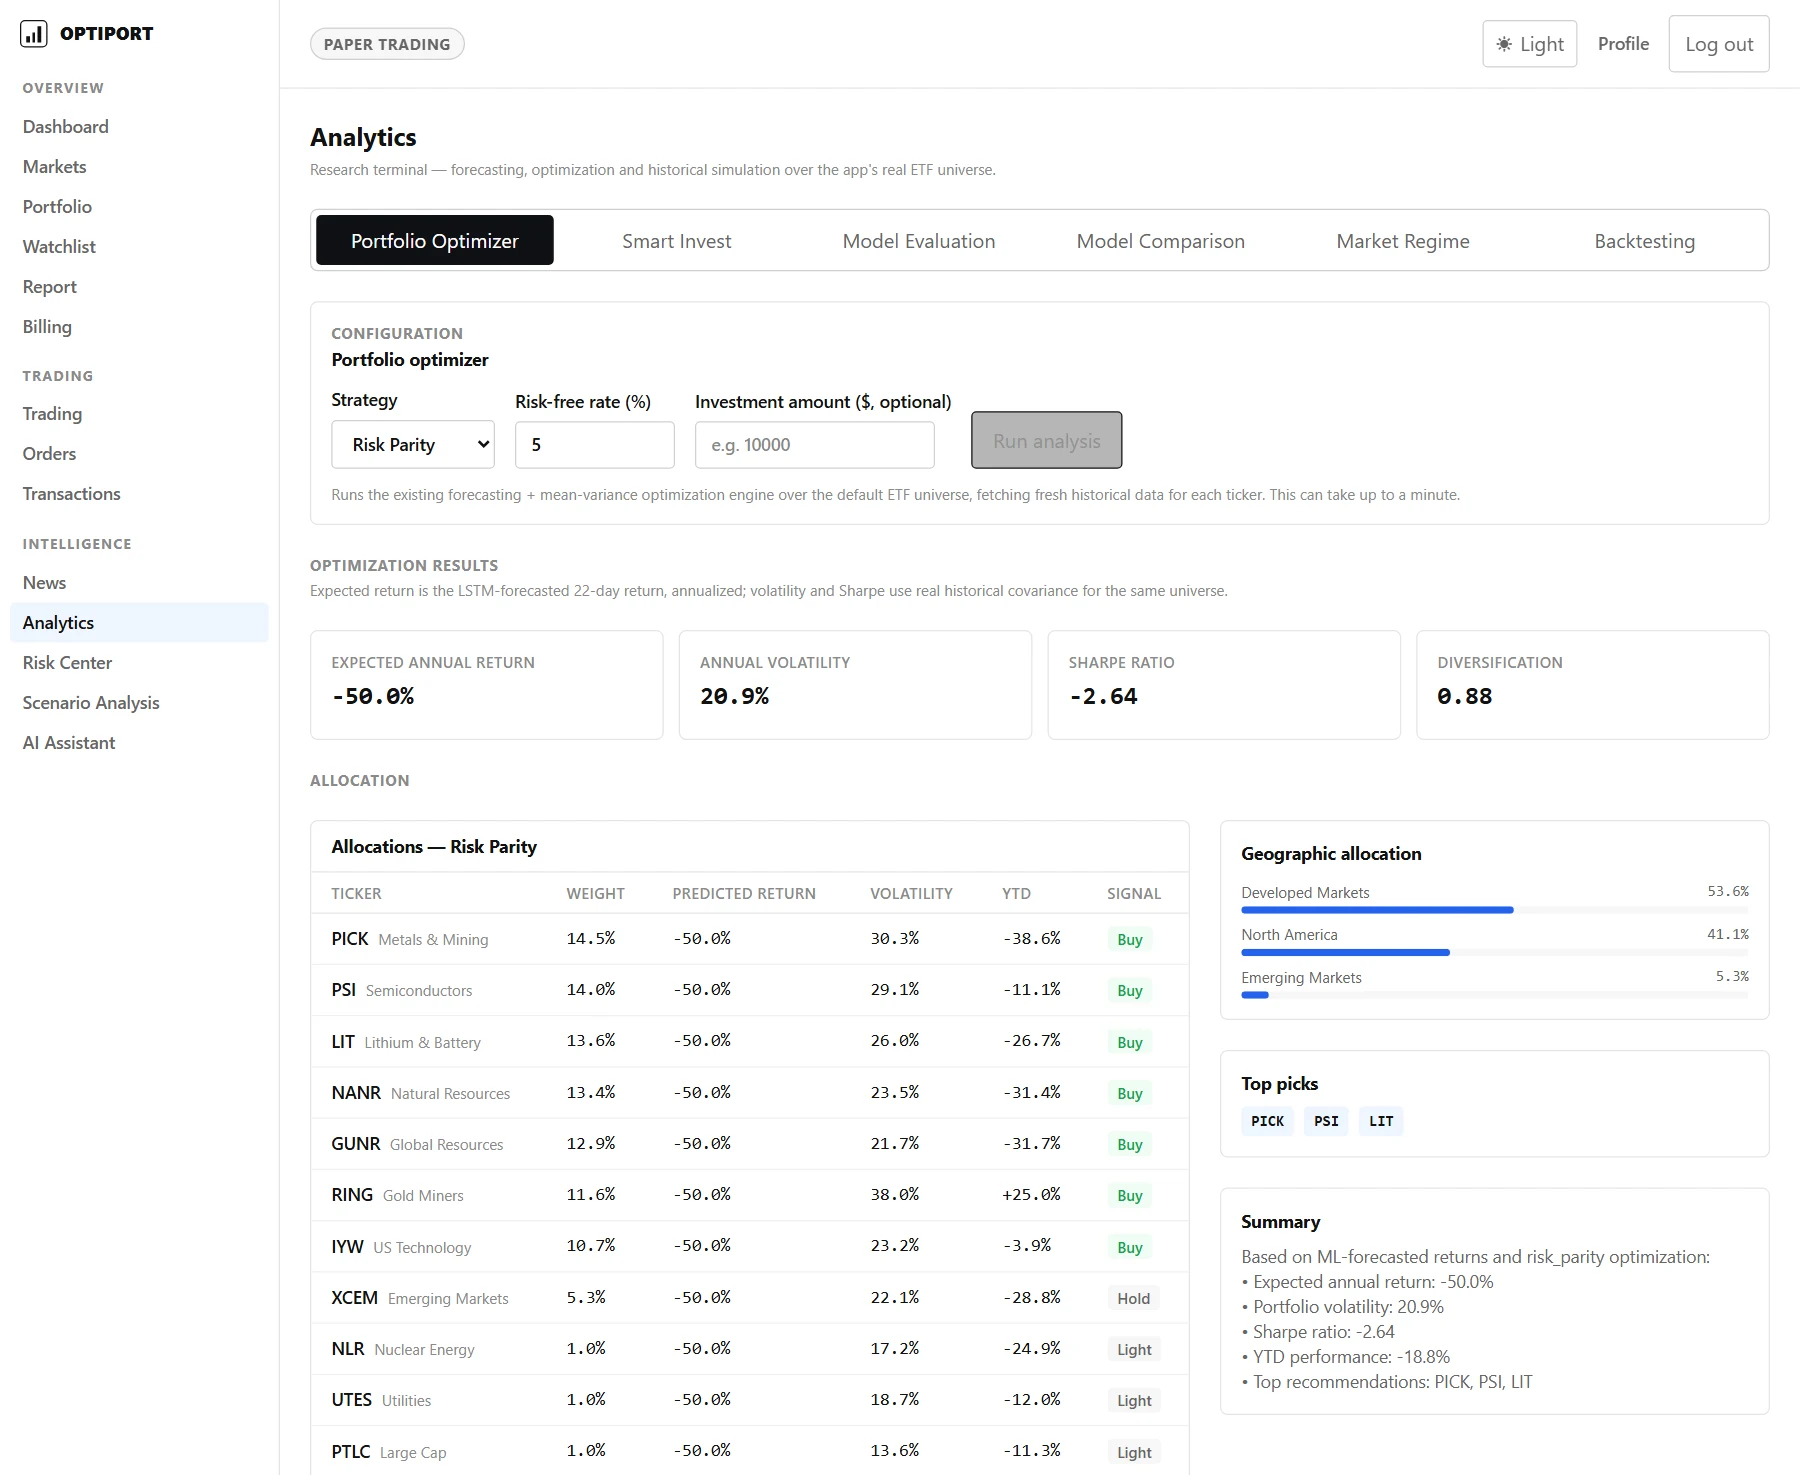 OPTIPORT
OVERVIEW
Dashboard
Markets
Portfolio
Watchlist
Report
Billing
TRADING
Trading
Orders
Transactions
INTELLIGENCE
News
Analytics
Risk Center
Scenario Analysis
AI Assistant
PAPER TRADING
☀ Light Profile Log out
Analytics
Research terminal — forecasting, optimization and historical simulation over the app's real ETF universe.
Portfolio Optimizer Smart Invest Model Evaluation Model Comparison Market Regime Backtesting
CONFIGURATION
Portfolio optimizer
Strategy Risk-free rate (%) Investment amount ($, optional)
Risk Parity 5 e.g. 10000 Run analysis
Runs the existing forecasting + mean-variance optimization engine over the default ETF universe, fetching fresh historical data for each ticker. This can take up to a minute.
OPTIMIZATION RESULTS
Expected return is the LSTM-forecasted 22-day return, annualized; volatility and Sharpe use real historical covariance for the same universe.
EXPECTED ANNUAL RETURN
-50.0%
ANNUAL VOLATILITY
20.9%
SHARPE RATIO
-2.64
DIVERSIFICATION
0.88
ALLOCATION
Allocations — Risk Parity
TICKER WEIGHT PREDICTED RETURN VOLATILITY YTD SIGNAL
PICK Metals & Mining 14.5% -50.0% 30.3% -38.6% Buy
PSI Semiconductors 14.0% -50.0% 29.1% -11.1% Buy
LIT Lithium & Battery 13.6% -50.0% 26.0% -26.7% Buy
NANR Natural Resources 13.4% -50.0% 23.5% -31.4% Buy
GUNR Global Resources 12.9% -50.0% 21.7% -31.7% Buy
RING Gold Miners 11.6% -50.0% 38.0% +25.0% Buy
IYW US Technology 10.7% -50.0% 23.2% -3.9% Buy
XCEM Emerging Markets 5.3% -50.0% 22.1% -28.8% Hold
NLR Nuclear Energy 1.0% -50.0% 17.2% -24.9% Light
UTES Utilities 1.0% -50.0% 18.7% -12.0% Light
PTLC Large Cap 1.0% -50.0% 13.6% -11.3% Light
Geographic allocation
Developed Markets 53.6%
North America 41.1%
Emerging Markets 5.3%
Top picks
PICK PSI LIT
Summary
Based on ML-forecasted returns and risk_parity optimization:
• Expected annual return: -50.0%
• Portfolio volatility: 20.9%
• Sharpe ratio: -2.64
• YTD performance: -18.8%
• Top recommendations: PICK, PSI, LIT